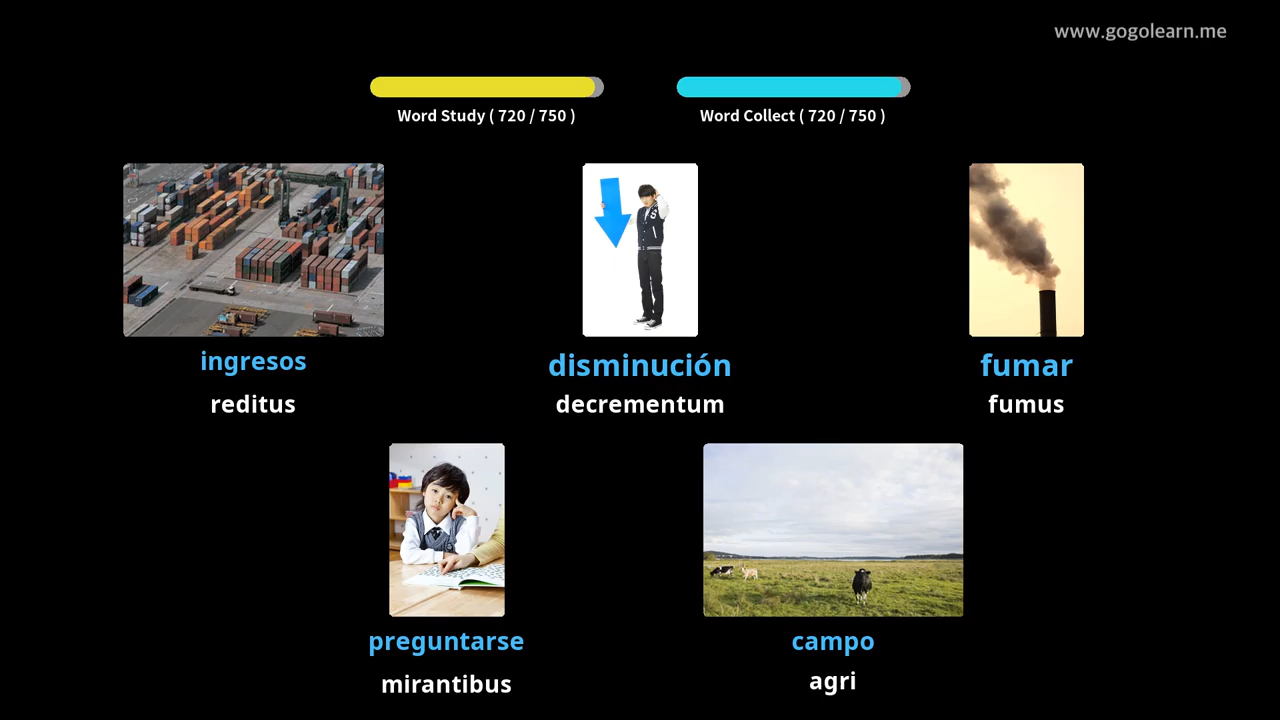 www.gogolearn.me
Word Study ( 720 / 750 )
Word Collect ( 720 / 750 )
ingresos
reditus
disminución
decrementum
fumar
fumus
preguntarse
mirantibus
campo
agri